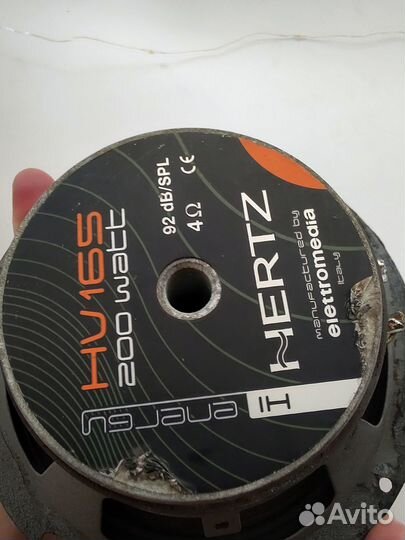 HV165
200 watt
92 dB/SPL
4Ω CE
HERTZ
manufactured by
elettromedia
italy
energy
Avito